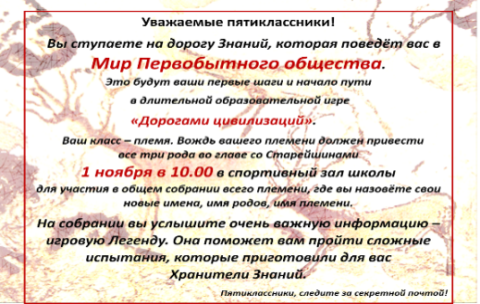 Уважаемые пятиклассники!
Вы ступаете на дорогу Знаний, которая поведёт вас в
Мир Первобытного общества.
Это будут ваши первые шаги и начало пути
в длительной образовательной игре
«Дорогами цивилизаций».
Ваш класс – племя. Вождь вашего племени должен привести
все три рода во главе со Старейшинами
1 ноября в 10.00 в спортивный зал школы
для участия в общем собрании всего племени, где вы назовёте свои
новые имена, имя родов, имя племени.
На собрании вы услышите очень важную информацию –
игровую Легенду. Она поможет вам пройти сложные
испытания, которые приготовили для вас
Хранители Знаний.
Пятиклассники, следите за секретной почтой!